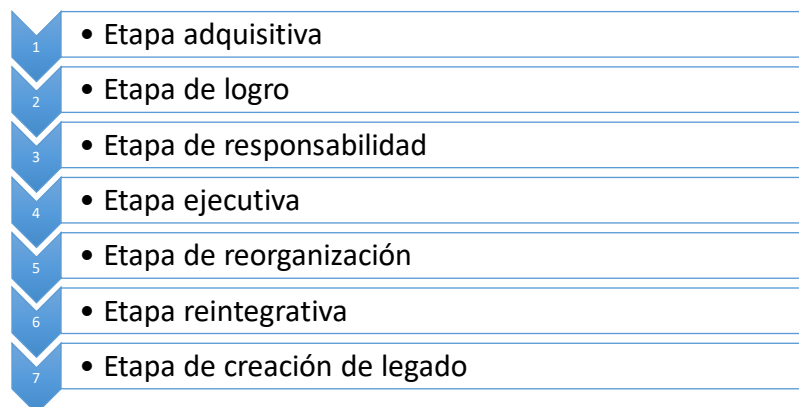 1 • Etapa adquisitiva
2 • Etapa de logro
3 • Etapa de responsabilidad
4 • Etapa ejecutiva
5 • Etapa de reorganización
6 • Etapa reintegrativa
7 • Etapa de creación de legado